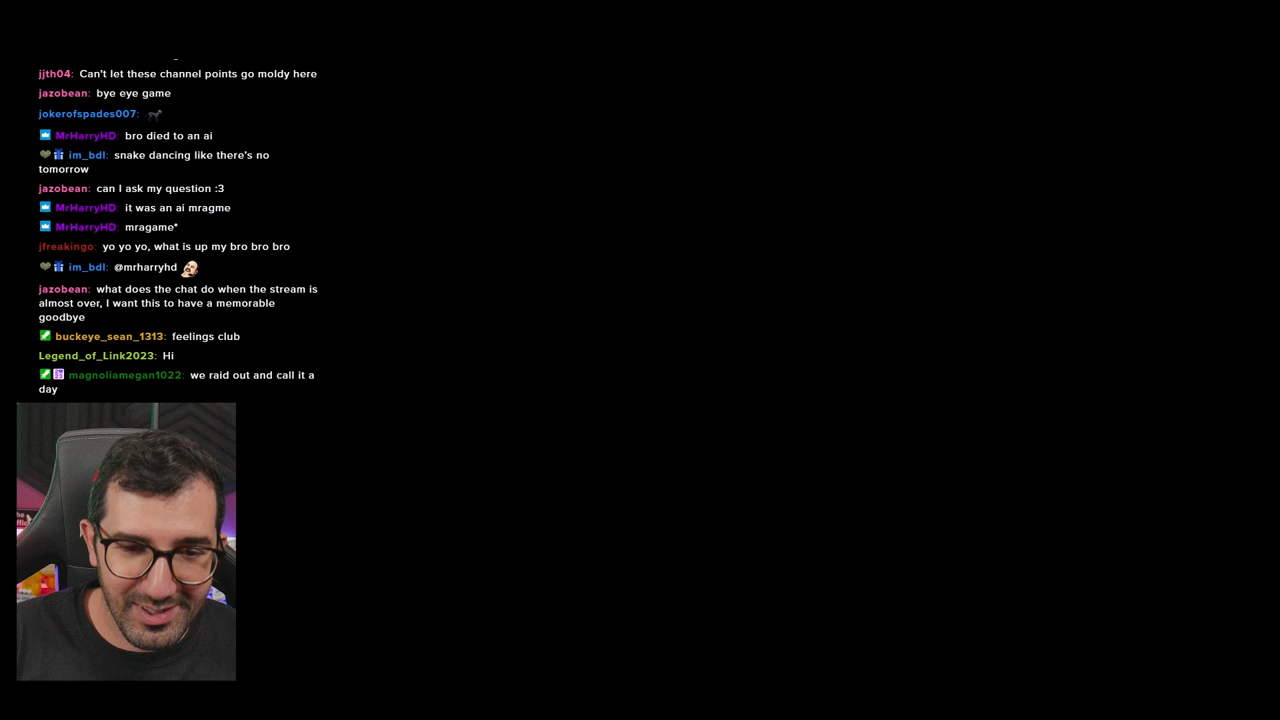 jjth04: Can't let these channel points go moldy here
jazobean: bye eye game
jokerofspades007:
MrHarryHD: bro died to an ai
im_bdl: snake dancing like there's no
tomorrow
jazobean: can I ask my question :3
MrHarryHD: it was an ai mragme
MrHarryHD: mragame*
jfreakingo: yo yo yo, what is up my bro bro bro
im_bdl: @mrharryhd
jazobean: what does the chat do when the stream is
almost over, I want this to have a memorable
goodbye
buckeye_sean_1313: feelings club
Legend_of_Link2023: Hi
magnoliamegan1022: we raid out and call it a
day